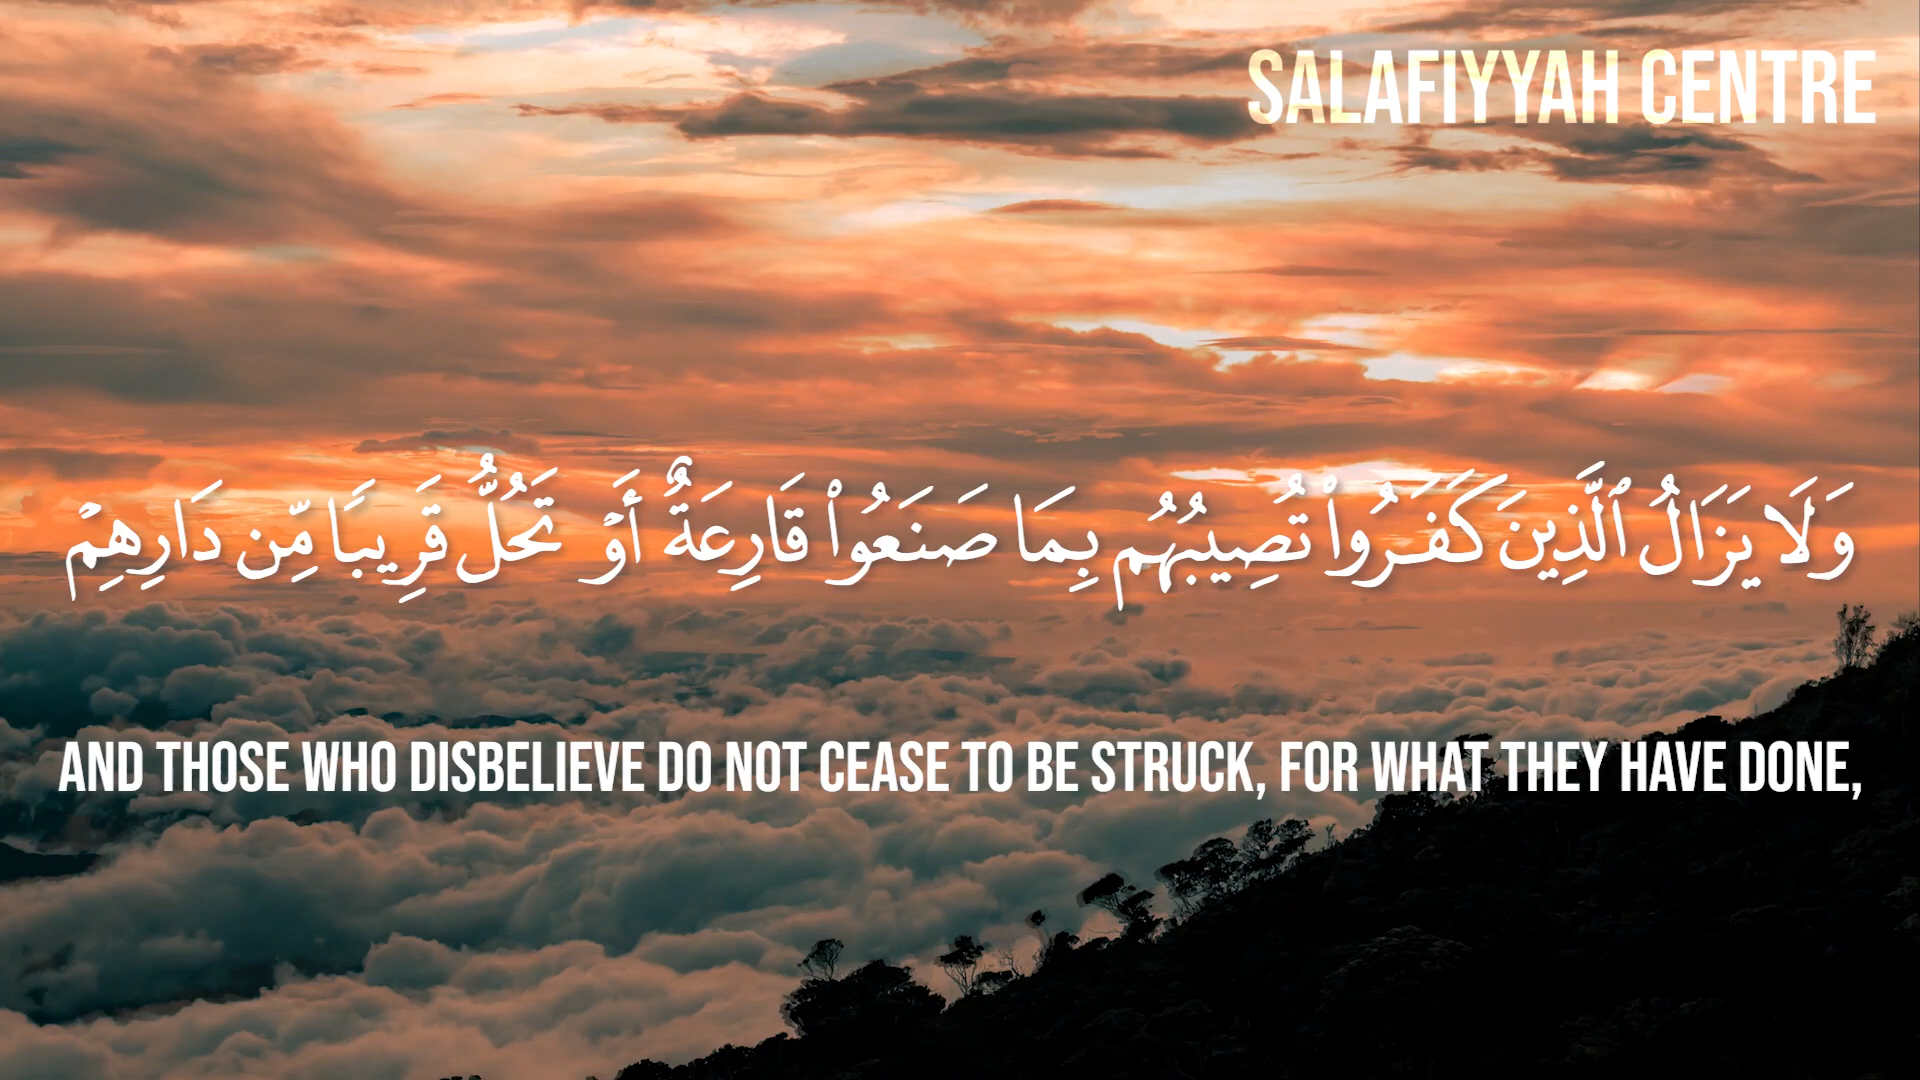 SALAFIYYAH CENTRE
وَلَا يَزَالُ ٱلَّذِينَ كَفَرُوا۟ تُصِيبُهُم بِمَا صَنَعُوا۟ قَارِعَةٌ أَوْ تَحُلُّ قَرِيبًا مِّن دَارِهِمْ
AND THOSE WHO DISBELIEVE DO NOT CEASE TO BE STRUCK, FOR WHAT THEY HAVE DONE,